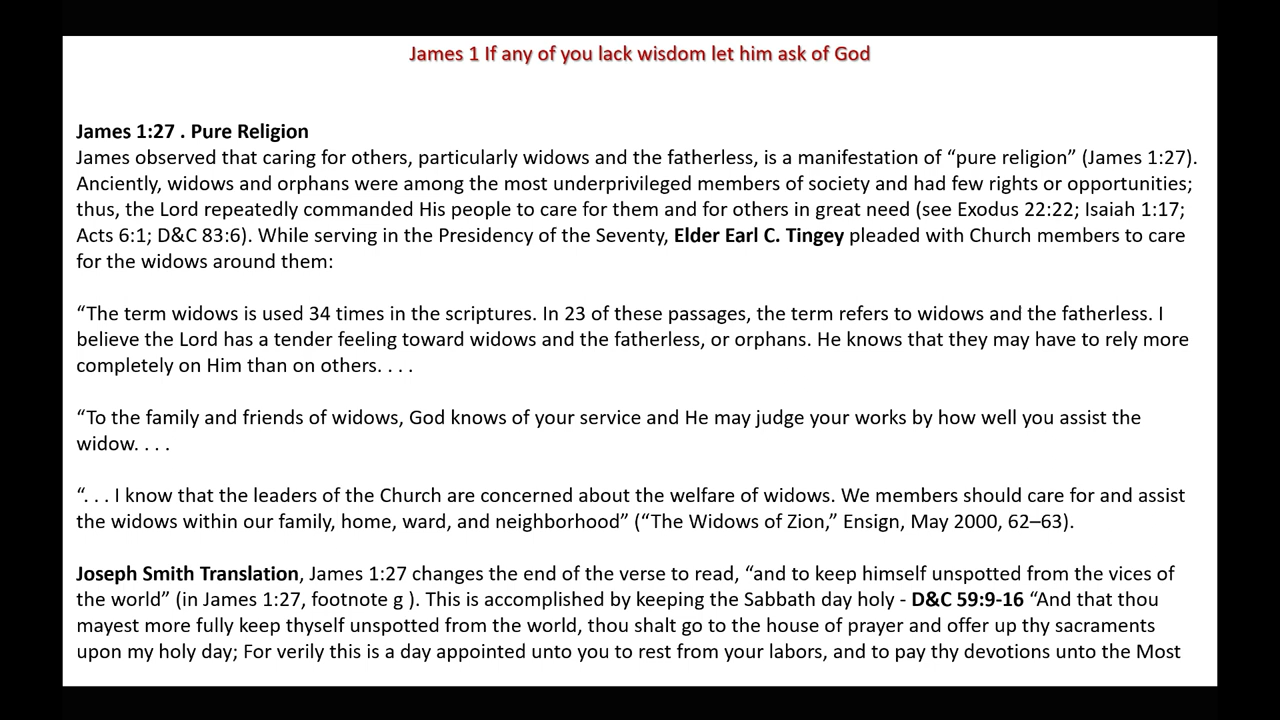 James 1 If any of you lack wisdom let him ask of God
James 1:27 . Pure Religion
James observed that caring for others, particularly widows and the fatherless, is a manifestation of “pure religion” (James 1:27).
Anciently, widows and orphans were among the most underprivileged members of society and had few rights or opportunities;
thus, the Lord repeatedly commanded His people to care for them and for others in great need (see Exodus 22:22; Isaiah 1:17;
Acts 6:1; D&C 83:6). While serving in the Presidency of the Seventy, Elder Earl C. Tingey pleaded with Church members to care
for the widows around them:
“The term widows is used 34 times in the scriptures. In 23 of these passages, the term refers to widows and the fatherless. I
believe the Lord has a tender feeling toward widows and the fatherless, or orphans. He knows that they may have to rely more
completely on Him than on others. . . .
“To the family and friends of widows, God knows of your service and He may judge your works by how well you assist the
widow. . . .
“. . . I know that the leaders of the Church are concerned about the welfare of widows. We members should care for and assist
the widows within our family, home, ward, and neighborhood” (“The Widows of Zion,” Ensign, May 2000, 62–63).
Joseph Smith Translation, James 1:27 changes the end of the verse to read, “and to keep himself unspotted from the vices of
the world” (in James 1:27, footnote g ). This is accomplished by keeping the Sabbath day holy - D&C 59:9-16 “And that thou
mayest more fully keep thyself unspotted from the world, thou shalt go to the house of prayer and offer up thy sacraments
upon my holy day; For verily this is a day appointed unto you to rest from your labors, and to pay thy devotions unto the Most